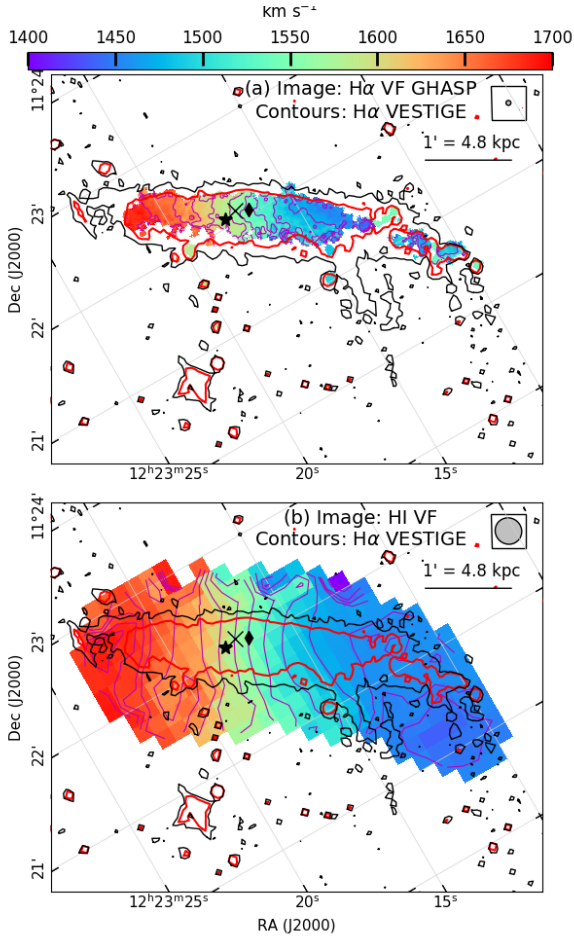 km s⁻¹
1400 1450 1500 1550 1600 1650 1700
(a) Image: Hα VF GHASP
Contours: Hα VESTIGE
1' = 4.8 kpc
11°24'
23'
22'
21'
Dec (J2000)
12ʰ23ᵐ25ˢ 20ˢ 15ˢ
(b) Image: HI VF
Contours: Hα VESTIGE
1' = 4.8 kpc
11°24'
23'
22'
21'
Dec (J2000)
12ʰ23ᵐ25ˢ 20ˢ 15ˢ
RA (J2000)